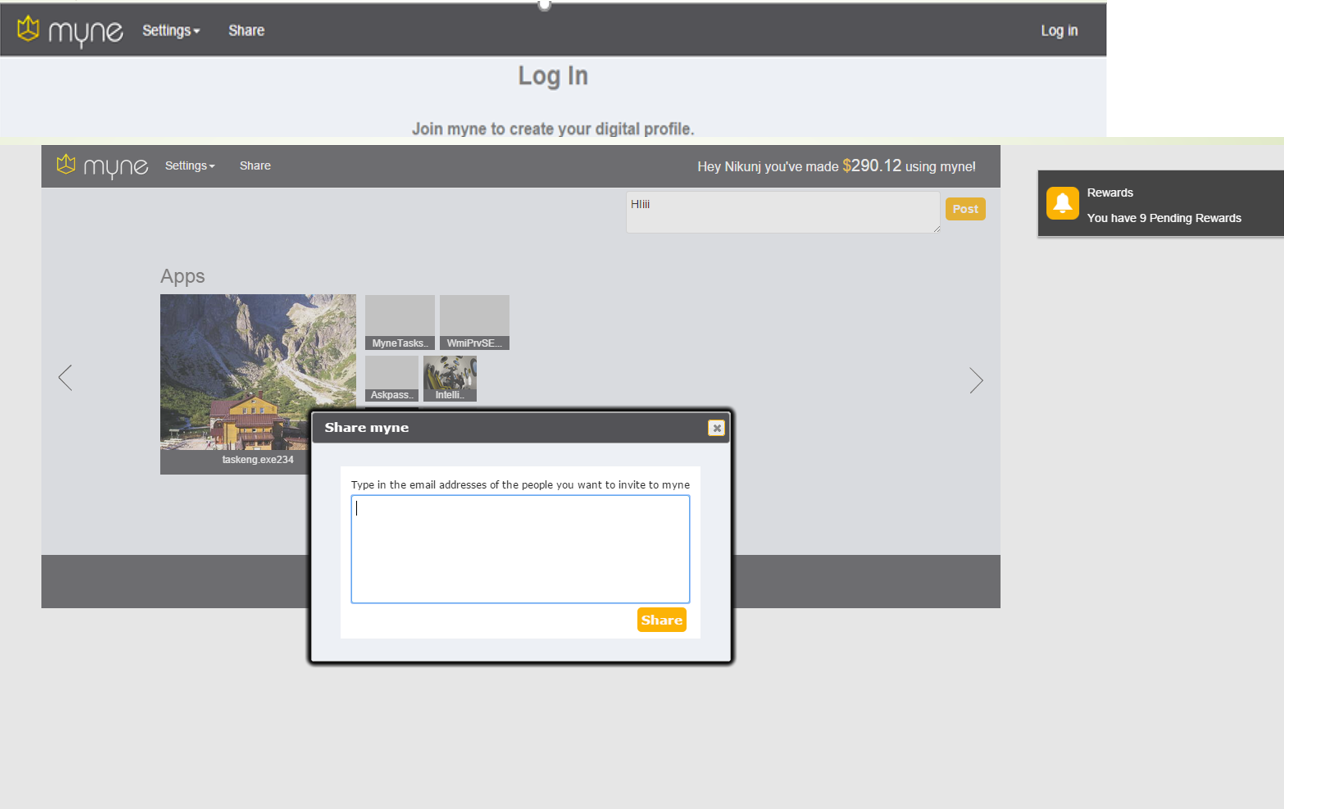 myne Settings Share Log in
Log In
Join myne to create your digital profile.
myne Settings Share Hey Nikunj you've made $290.12 using myne!
Rewards
You have 9 Pending Rewards
HIiii
Post
Apps
MyneTasks..
WmiPrvSE...
Askpass..
Intelli..
taskeng.exe234
Share myne
Type in the email addresses of the people you want to invite to myne
Share